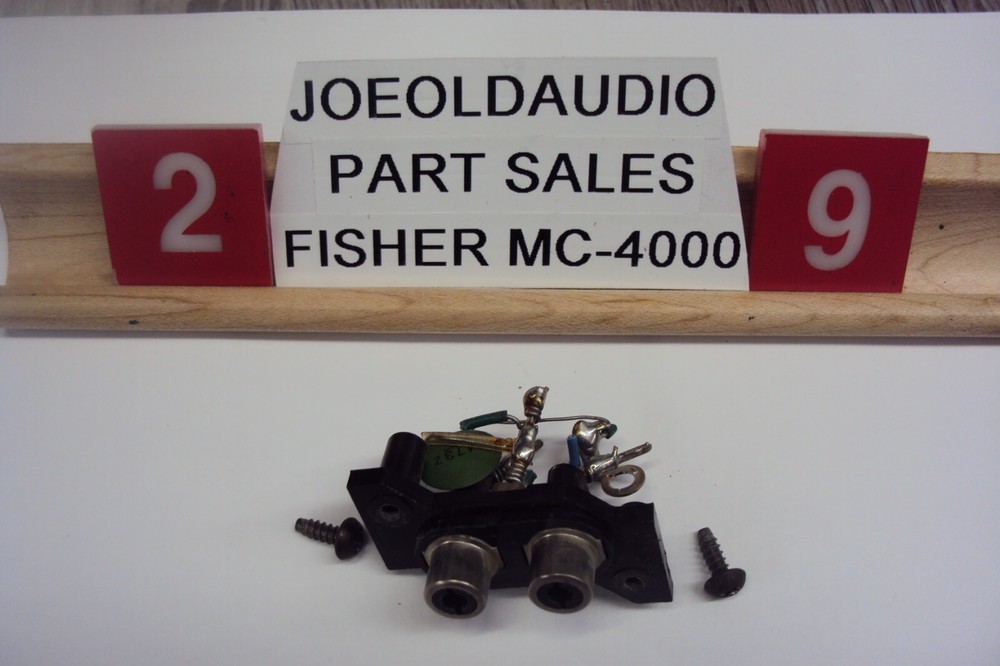 JOEOLDAUDIO
2 PART SALES 9
FISHER MC-4000